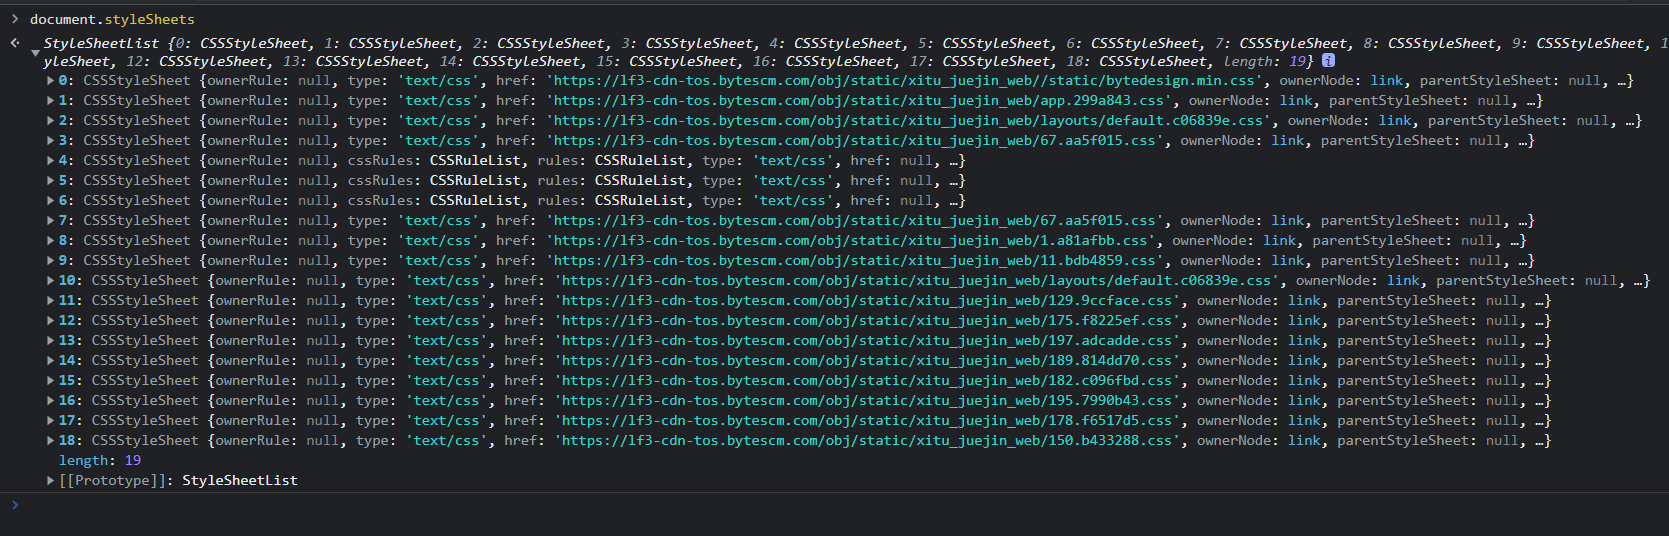 document.styleSheets
StyleSheetList {0: CSSStyleSheet, 1: CSSStyleSheet, 2: CSSStyleSheet, 3: CSSStyleSheet, 4: CSSStyleSheet, 5: CSSStyleSheet, 6: CSSStyleSheet, 7: CSSStyleSheet, 8: CSSStyleSheet, 9: CSSStyleSheet, 1
yleSheet, 12: CSSStyleSheet, 13: CSSStyleSheet, 14: CSSStyleSheet, 15: CSSStyleSheet, 16: CSSStyleSheet, 17: CSSStyleSheet, 18: CSSStyleSheet, length: 19} i
0: CSSStyleSheet {ownerRule: null, type: 'text/css', href: 'https://lf3-cdn-tos.bytescm.com/obj/static/xitu_juejin_web//static/bytedesign.min.css', ownerNode: link, parentStyleSheet: null, …}
1: CSSStyleSheet {ownerRule: null, type: 'text/css', href: 'https://lf3-cdn-tos.bytescm.com/obj/static/xitu_juejin_web/app.299a843.css', ownerNode: link, parentStyleSheet: null, …}
2: CSSStyleSheet {ownerRule: null, type: 'text/css', href: 'https://lf3-cdn-tos.bytescm.com/obj/static/xitu_juejin_web/layouts/default.c06839e.css', ownerNode: link, parentStyleSheet: null, …}
3: CSSStyleSheet {ownerRule: null, type: 'text/css', href: 'https://lf3-cdn-tos.bytescm.com/obj/static/xitu_juejin_web/67.aa5f015.css', ownerNode: link, parentStyleSheet: null, …}
4: CSSStyleSheet {ownerRule: null, cssRules: CSSRuleList, rules: CSSRuleList, type: 'text/css', href: null, …}
5: CSSStyleSheet {ownerRule: null, cssRules: CSSRuleList, rules: CSSRuleList, type: 'text/css', href: null, …}
6: CSSStyleSheet {ownerRule: null, cssRules: CSSRuleList, rules: CSSRuleList, type: 'text/css', href: null, …}
7: CSSStyleSheet {ownerRule: null, type: 'text/css', href: 'https://lf3-cdn-tos.bytescm.com/obj/static/xitu_juejin_web/67.aa5f015.css', ownerNode: link, parentStyleSheet: null, …}
8: CSSStyleSheet {ownerRule: null, type: 'text/css', href: 'https://lf3-cdn-tos.bytescm.com/obj/static/xitu_juejin_web/1.a81afbb.css', ownerNode: link, parentStyleSheet: null, …}
9: CSSStyleSheet {ownerRule: null, type: 'text/css', href: 'https://lf3-cdn-tos.bytescm.com/obj/static/xitu_juejin_web/11.bdb4859.css', ownerNode: link, parentStyleSheet: null, …}
10: CSSStyleSheet {ownerRule: null, type: 'text/css', href: 'https://lf3-cdn-tos.bytescm.com/obj/static/xitu_juejin_web/layouts/default.c06839e.css', ownerNode: link, parentStyleSheet: null, …}
11: CSSStyleSheet {ownerRule: null, type: 'text/css', href: 'https://lf3-cdn-tos.bytescm.com/obj/static/xitu_juejin_web/129.9ccface.css', ownerNode: link, parentStyleSheet: null, …}
12: CSSStyleSheet {ownerRule: null, type: 'text/css', href: 'https://lf3-cdn-tos.bytescm.com/obj/static/xitu_juejin_web/175.f8225ef.css', ownerNode: link, parentStyleSheet: null, …}
13: CSSStyleSheet {ownerRule: null, type: 'text/css', href: 'https://lf3-cdn-tos.bytescm.com/obj/static/xitu_juejin_web/197.adcadde.css', ownerNode: link, parentStyleSheet: null, …}
14: CSSStyleSheet {ownerRule: null, type: 'text/css', href: 'https://lf3-cdn-tos.bytescm.com/obj/static/xitu_juejin_web/189.814dd70.css', ownerNode: link, parentStyleSheet: null, …}
15: CSSStyleSheet {ownerRule: null, type: 'text/css', href: 'https://lf3-cdn-tos.bytescm.com/obj/static/xitu_juejin_web/182.c096fbd.css', ownerNode: link, parentStyleSheet: null, …}
16: CSSStyleSheet {ownerRule: null, type: 'text/css', href: 'https://lf3-cdn-tos.bytescm.com/obj/static/xitu_juejin_web/195.7990b43.css', ownerNode: link, parentStyleSheet: null, …}
17: CSSStyleSheet {ownerRule: null, type: 'text/css', href: 'https://lf3-cdn-tos.bytescm.com/obj/static/xitu_juejin_web/178.f6517d5.css', ownerNode: link, parentStyleSheet: null, …}
18: CSSStyleSheet {ownerRule: null, type: 'text/css', href: 'https://lf3-cdn-tos.bytescm.com/obj/static/xitu_juejin_web/150.b433288.css', ownerNode: link, parentStyleSheet: null, …}
length: 19
[[Prototype]]: StyleSheetList